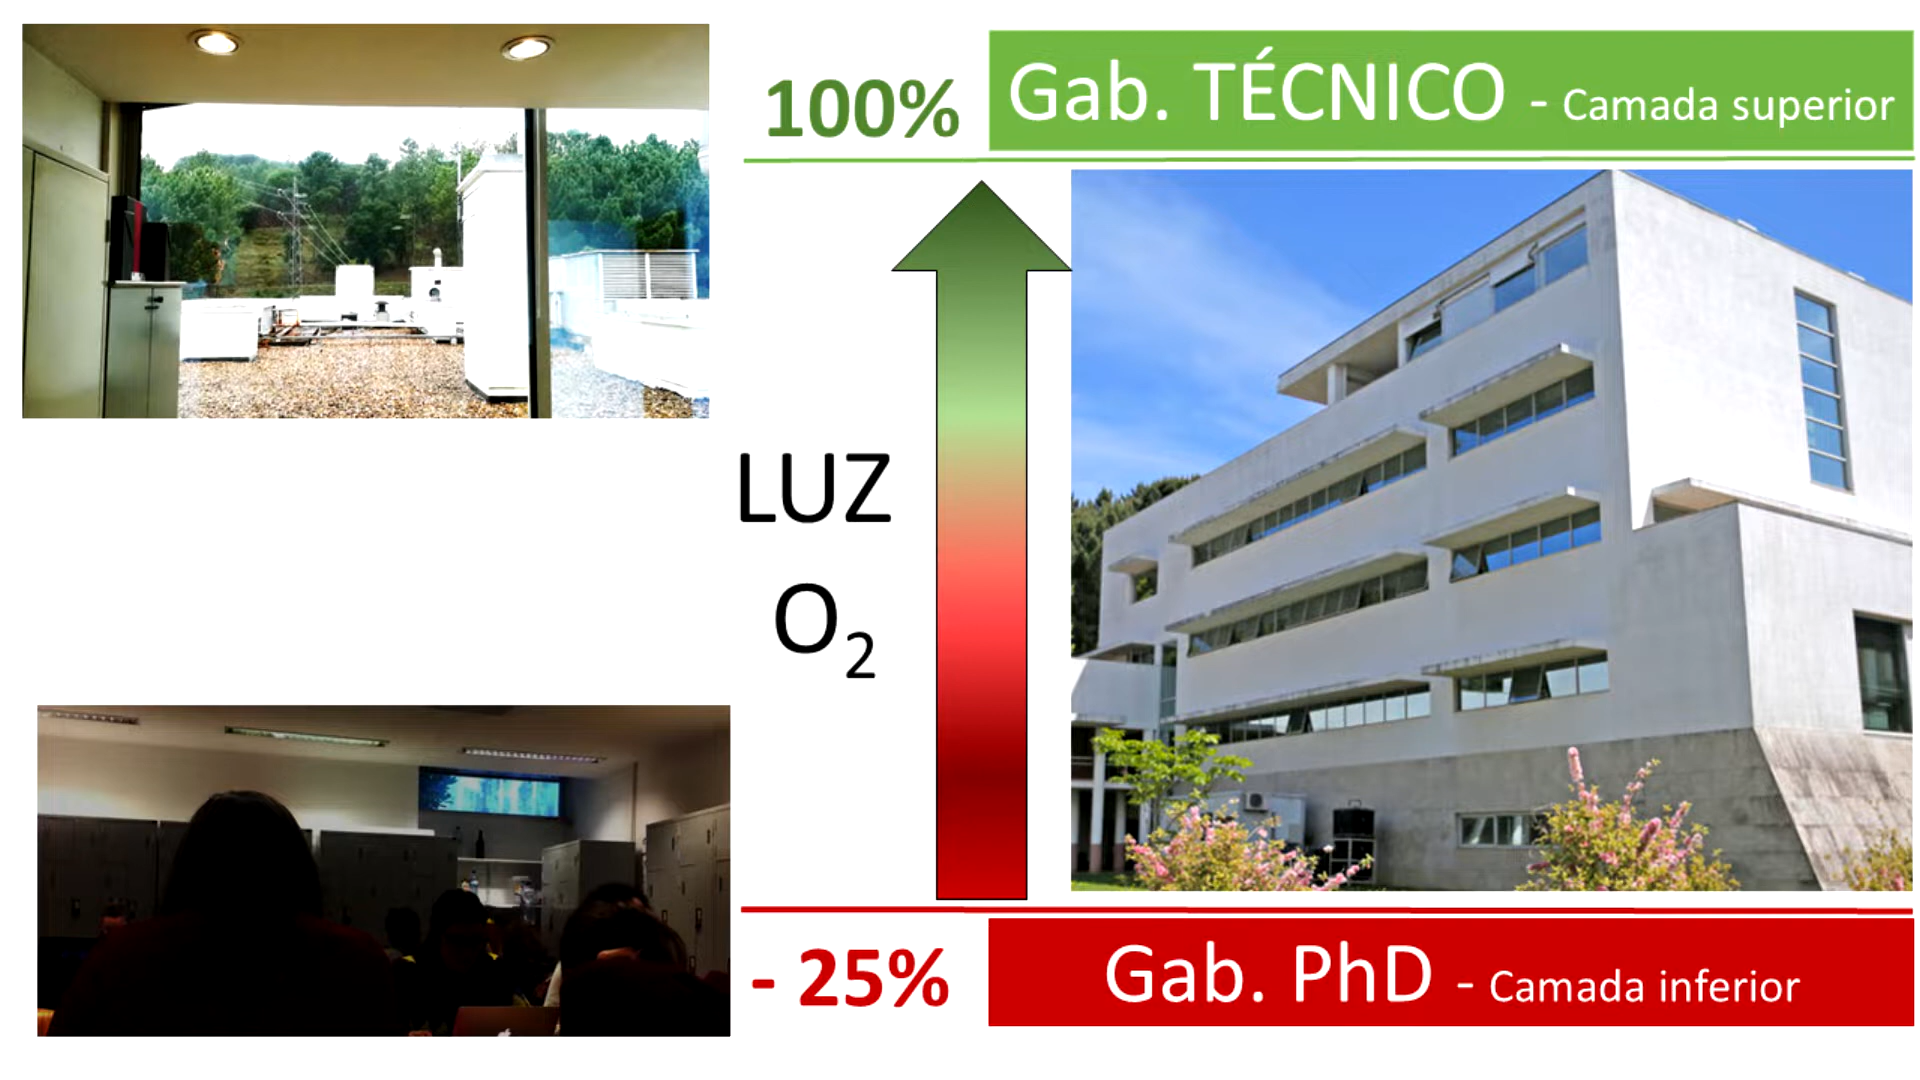 100%
Gab. TÉCNICO - Camada superior
LUZ
O₂
- 25%
Gab. PhD - Camada inferior